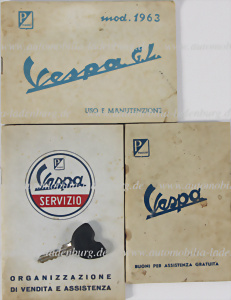 mod. 1963
Vespa G.L.
USO E MANUTENZIONE
Vespa
SERVIZIO
ORGANIZZAZIONE
DI VENDITA E ASSISTENZA
Vespa
BUONI PER ASSISTENZA GRATUITA